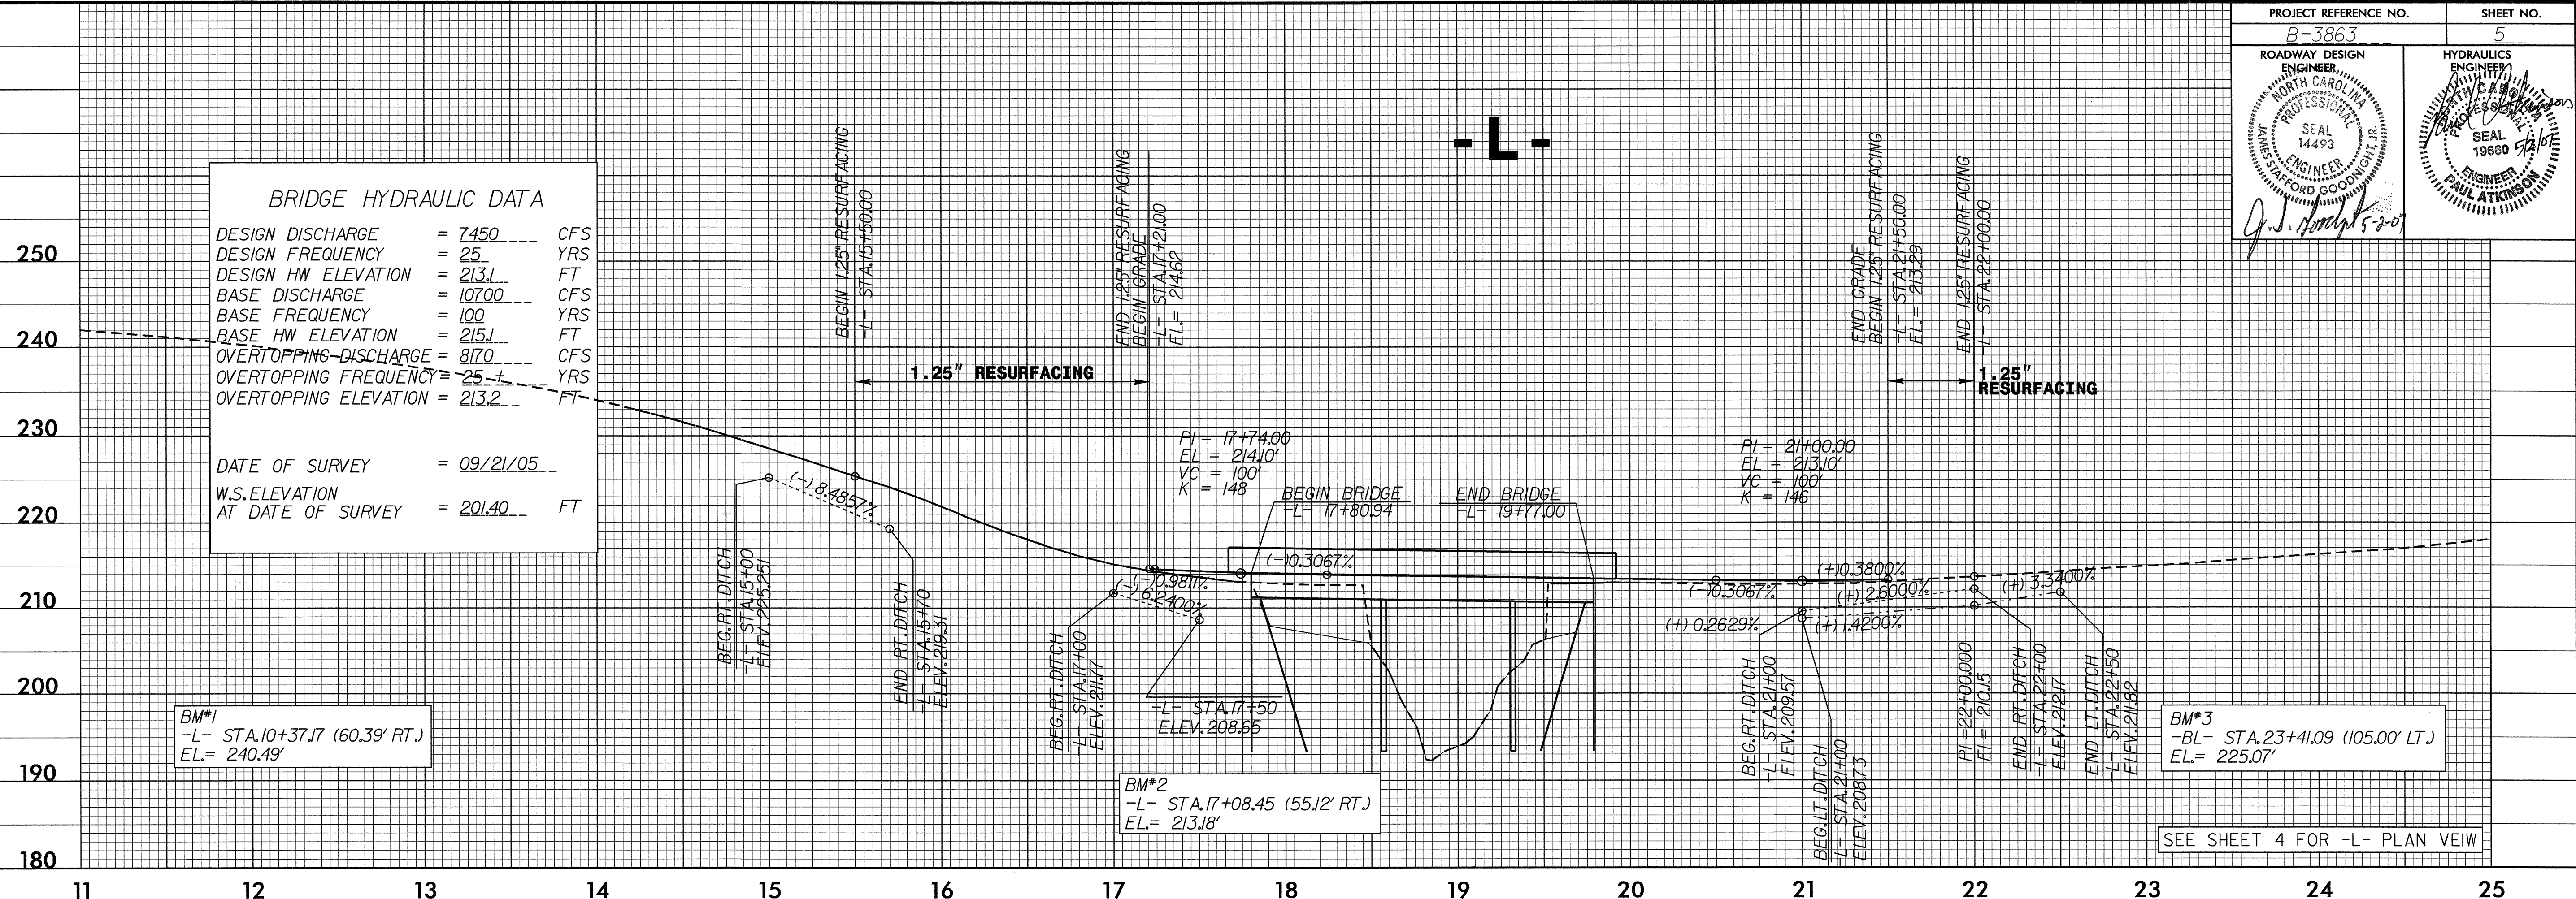 PROJECT REFERENCE NO.
SHEET NO.
B-3863
5
ROADWAY DESIGN
ENGINEER
HYDRAULICS
ENGINEER
NORTH CAROLINA
PROFESSIONAL
SEAL
14493
ENGINEER
JAMES STAFFORD GOODNIGHT, JR.
5-2-07
NORTH CAROLINA
PROFESSIONAL
SEAL
19660
ENGINEER
PAUL ATKINSON
5/2/07
-L-
BRIDGE HYDRAULIC DATA
DESIGN DISCHARGE = 7450 CFS
DESIGN FREQUENCY = 25 YRS
DESIGN HW ELEVATION = 213.1 FT
BASE DISCHARGE = 10700 CFS
BASE FREQUENCY = 100 YRS
BASE HW ELEVATION = 215.1 FT
OVERTOPPING DISCHARGE = 8170 CFS
OVERTOPPING FREQUENCY = 25 + YRS
OVERTOPPING ELEVATION = 213.2 FT
DATE OF SURVEY = 09/21/05
W.S.ELEVATION
AT DATE OF SURVEY = 201.40 FT
BEGIN 1.25" RESURFACING
-L- STA.15+50.00
END 1.25" RESURFACING
BEGIN GRADE
-L- STA.17+21.00
EL.= 214.62
END GRADE
BEGIN 1.25" RESURFACING
-L- STA.21+50.00
EL.= 213.29
END 1.25" RESURFACING
-L- STA.22+00.00
1.25" RESURFACING
1.25"
RESURFACING
PI = 17+74.00
EL = 214.10'
VC = 100'
K = 148
BEGIN BRIDGE
-L- 17+80.94
END BRIDGE
-L- 19+77.00
PI = 21+00.00
EL = 213.10'
VC = 100'
K = 146
(-)8.4857%
(-)0.3067%
(-)0.9811%
(-)6.2400%
(-)0.3067%
(+)0.3800%
(+) 2.6000%
(+) 3.3400%
(+) 0.2629%
(+)1.4200%
BEG.RT.DITCH
-L- STA.15+00
ELEV.225.251
END RT.DITCH
-L- STA.15+70
ELEV.219.31
BEG.RT.DITCH
-L- STA.17+00
ELEV.211.77
-L- STA.17+50
ELEV.208.65
BEG.RT.DITCH
-L- STA.21+00
ELEV.209.57
BEG.LT.DITCH
-L- STA.21+00
ELEV.208.73
PI =22+00.000
El = 210.15
END RT.DITCH
-L- STA.22+00
ELEV.212.17
END LT.DITCH
-L- STA.22+50
ELEV.211.82
BM#1
-L- STA.10+37.17 (60.39' RT.)
EL.= 240.49'
BM#2
-L- STA.17+08.45 (55.12' RT.)
EL.= 213.18'
BM#3
-BL- STA.23+41.09 (105.00' LT.)
EL.= 225.07'
SEE SHEET 4 FOR -L- PLAN VEIW
250
240
230
220
210
200
190
180
11 12 13 14 15 16 17 18 19 20 21 22 23 24 25